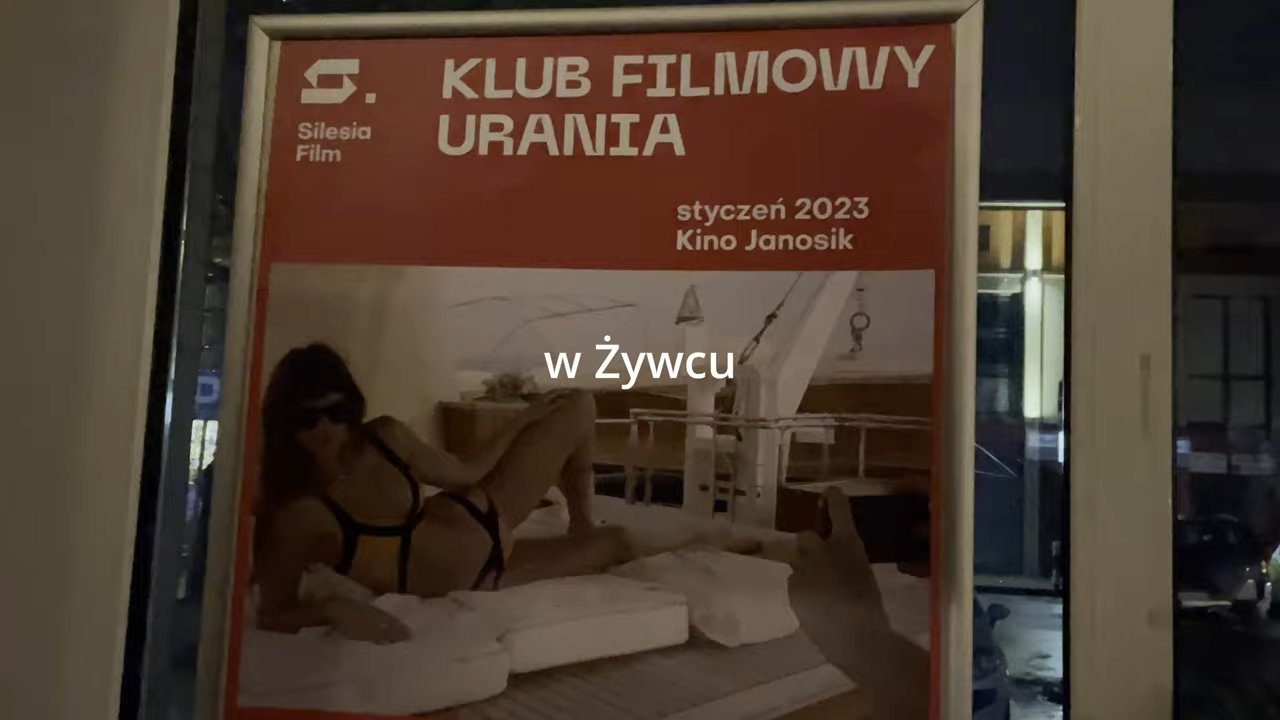 KLUB FILMOWY
URANIA
Silesia
Film
styczeń 2023
Kino Janosik
w Żywcu